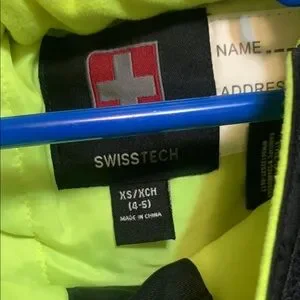 NAME
ADDRES
SWISSTECH
XS/XCH
(4-5)
MADE IN CHINA